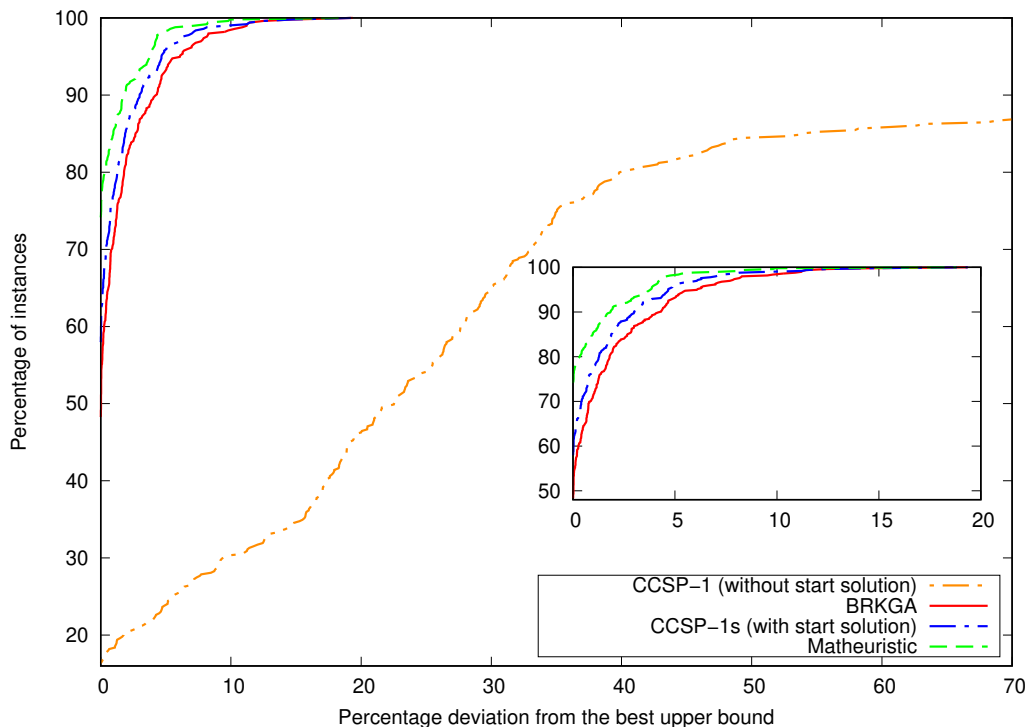 100
90
80
70
60
50
40
30
20
0 10 20 30 40 50 60 70
Percentage of instances
Percentage deviation from the best upper bound
100
90
80
70
60
50
0 5 10 15 20
CCSP−1 (without start solution)
BRKGA
CCSP−1s (with start solution)
Matheuristic